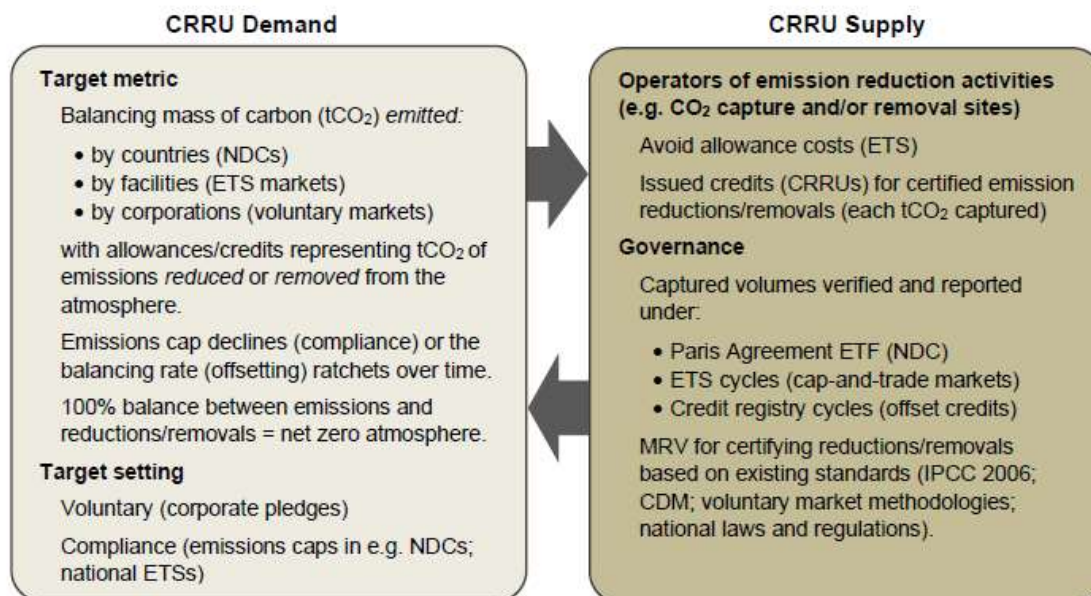 CRRU Demand
Target metric
Balancing mass of carbon (tCO₂) emitted:
• by countries (NDCs)
• by facilities (ETS markets)
• by corporations (voluntary markets)
with allowances/credits representing tCO₂ of
emissions reduced or removed from the
atmosphere.
Emissions cap declines (compliance) or the
balancing rate (offsetting) ratchets over time.
100% balance between emissions and
reductions/removals = net zero atmosphere.
Target setting
Voluntary (corporate pledges)
Compliance (emissions caps in e.g. NDCs;
national ETSs)
CRRU Supply
Operators of emission reduction activities
(e.g. CO₂ capture and/or removal sites)
Avoid allowance costs (ETS)
Issued credits (CRRUs) for certified emission
reductions/removals (each tCO₂ captured)
Governance
Captured volumes verified and reported
under:
• Paris Agreement ETF (NDC)
• ETS cycles (cap-and-trade markets)
• Credit registry cycles (offset credits)
MRV for certifying reductions/removals
based on existing standards (IPCC 2006;
CDM; voluntary market methodologies;
national laws and regulations).